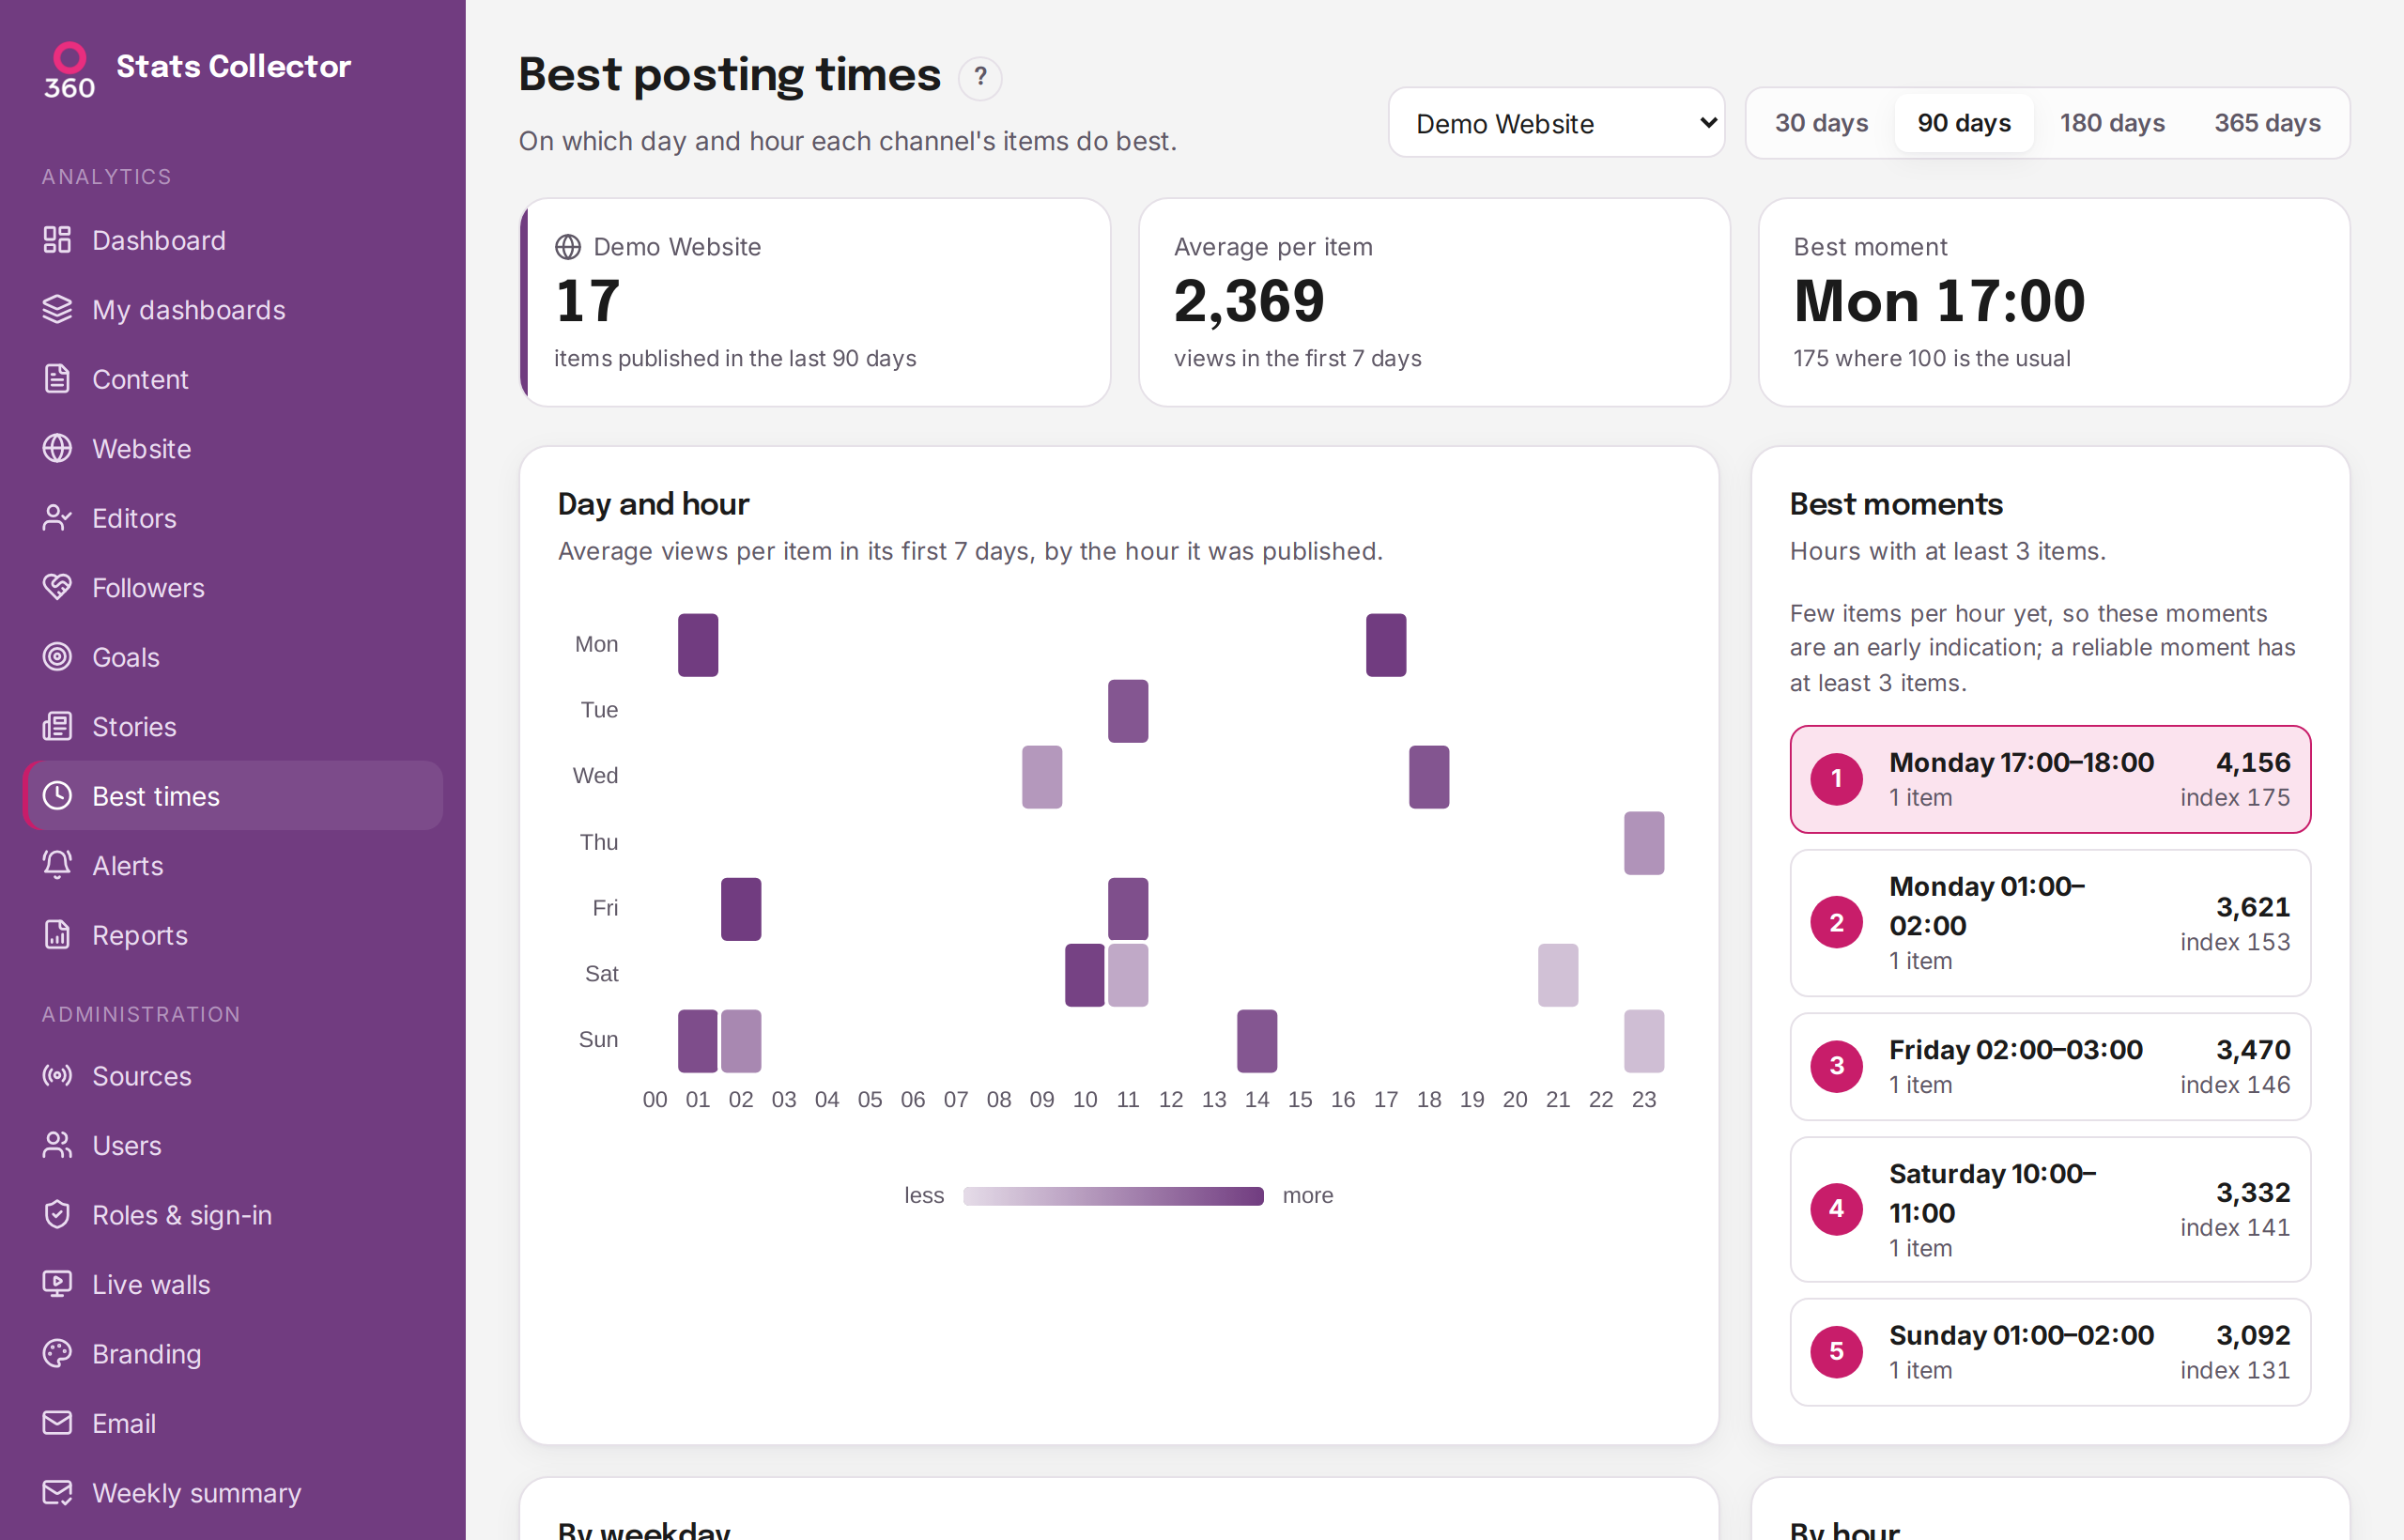 360
Stats Collector
ANALYTICS
Dashboard
My dashboards
Content
Website
Editors
Followers
Goals
Stories
Best times
Alerts
Reports
ADMINISTRATION
Sources
Users
Roles & sign-in
Live walls
Branding
Email
Weekly summary
Best posting times ?
On which day and hour each channel's items do best.
Demo Website
30 days 90 days 180 days 365 days
Demo Website
17
items published in the last 90 days
Average per item
2,369
views in the first 7 days
Best moment
Mon 17:00
175 where 100 is the usual
Day and hour
Average views per item in its first 7 days, by the hour it was published.
Mon
Tue
Wed
Thu
Fri
Sat
Sun
00 01 02 03 04 05 06 07 08 09 10 11 12 13 14 15 16 17 18 19 20 21 22 23
less more
Best moments
Hours with at least 3 items.
Few items per hour yet, so these moments
are an early indication; a reliable moment has
at least 3 items.
1 Monday 17:00–18:00 4,156
1 item index 175
2 Monday 01:00–
02:00
1 item
3,621
index 153
3 Friday 02:00–03:00 3,470
1 item index 146
4 Saturday 10:00–
11:00
1 item
3,332
index 141
5 Sunday 01:00–02:00 3,092
1 item index 131
By weekday
By hour